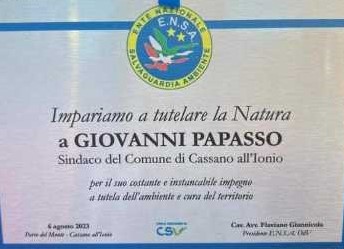 ENTE NAZIONALE
E.N.S.A.
SALVAGUARDIA AMBIENTE
Impariamo a tutelare la Natura
a GIOVANNI PAPASSO
Sindaco del Comune di Cassano all'Ionio
per il suo costante e instancabile impegno
a tutela dell'ambiente e cura del territorio
6 agosto 2023
Parco del Monte - Cassano all'Ionio
CSV
Cav. Avv. Flaviano Giannicola
Presidente E.N.S.A. OdV